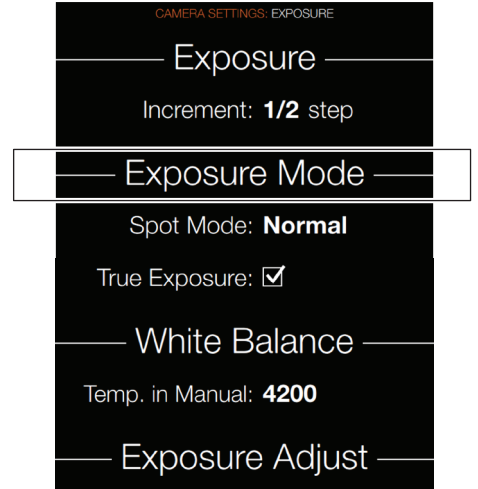 CAMERA SETTINGS: EXPOSURE
Exposure
Increment: 1/2 step
Exposure Mode
Spot Mode: Normal
True Exposure:
White Balance
Temp. in Manual: 4200
Exposure Adjust